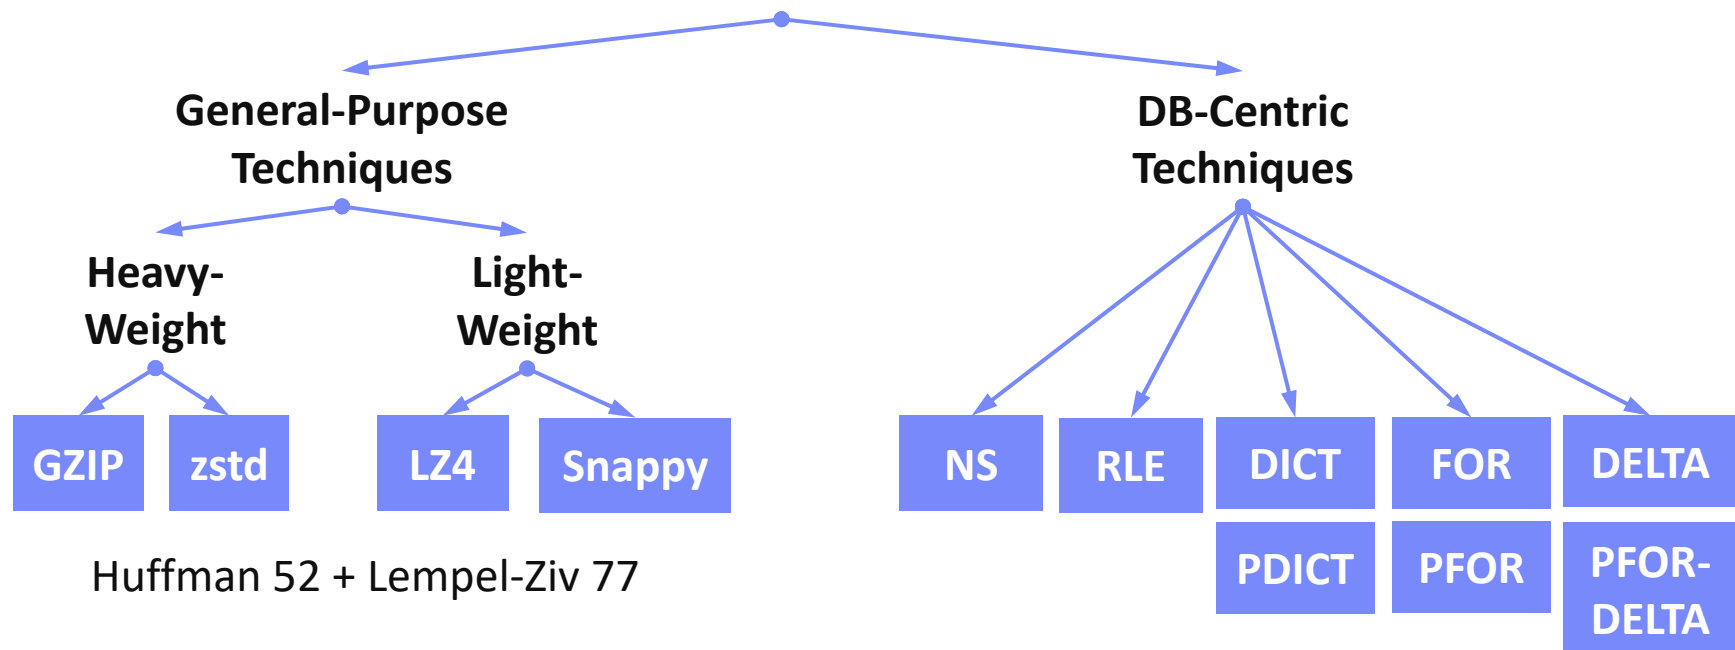 General-Purpose
Techniques
DB-Centric
Techniques
Heavy-
Weight
Light-
Weight
GZIP
zstd
LZ4
Snappy
NS
RLE
DICT
FOR
DELTA
PDICT
PFOR
PFOR-
DELTA
Huffman 52 + Lempel-Ziv 77